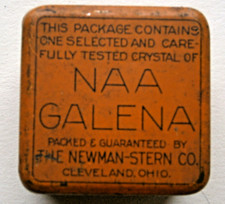 THIS PACKAGE CONTAINS
ONE SELECTED AND CARE-
FULLY TESTED CRYSTAL OF
NAA
GALENA
PACKED & GUARANTEED BY
THE NEWMAN-STERN CO.
CLEVELAND, OHIO.